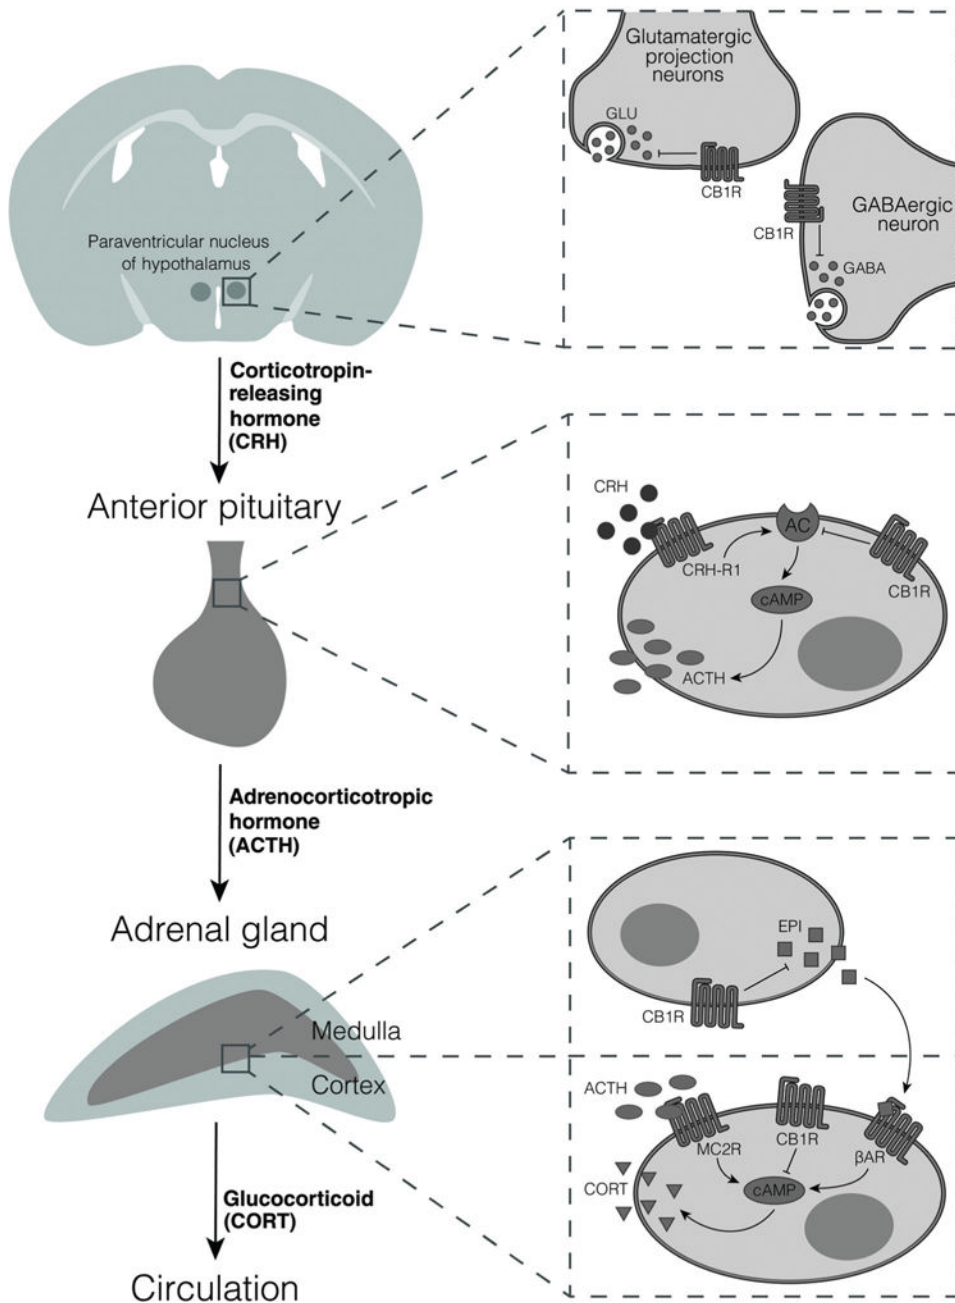 Glutamatergic
projection
neurons
GLU
CB1R
GABAergic
neuron
CB1R
GABA
Paraventricular nucleus
of hypothalamus
Corticotropin-
releasing
hormone
(CRH)
Anterior pituitary
CRH
AC
CRH-R1
CB1R
cAMP
ACTH
Adrenocorticotropic
hormone
(ACTH)
Adrenal gland
EPI
CB1R
Medulla
Cortex
ACTH
MC2R
CB1R
βAR
CORT
cAMP
Glucocorticoid
(CORT)
Circulation